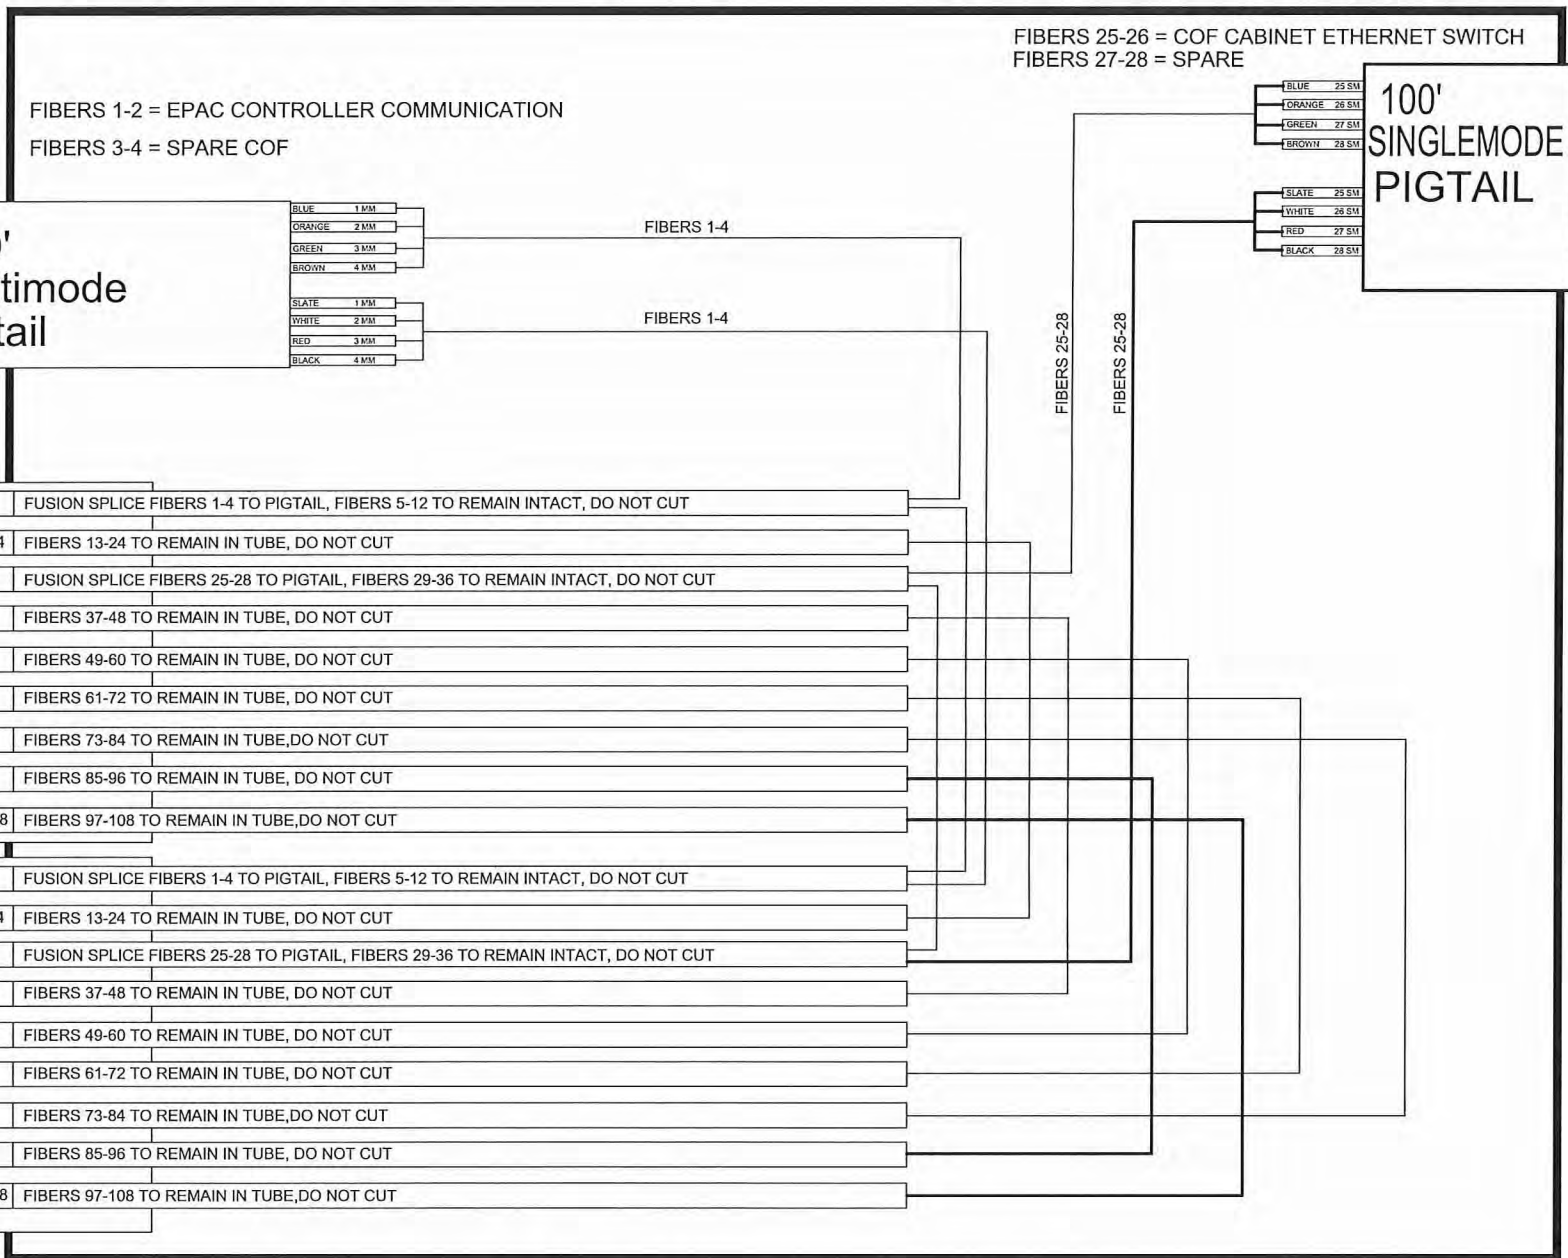 FIBERS 25-26 = COF CABINET ETHERNET SWITCH
FIBERS 27-28 = SPARE
FIBERS 1-2 = EPAC CONTROLLER COMMUNICATION
FIBERS 3-4 = SPARE COF
BLUE 25 SM
ORANGE 26 SM
GREEN 27 SM
BROWN 28 SM
SLATE 25 SM
WHITE 26 SM
RED 27 SM
BLACK 28 SM
100'
SINGLEMODE
PIGTAIL
'
timode
tail
BLUE 1 MM
ORANGE 2 MM
GREEN 3 MM
BROWN 4 MM
SLATE 1 MM
WHITE 2 MM
RED 3 MM
BLACK 4 MM
FIBERS 1-4
FIBERS 1-4
FIBERS 25-28
FIBERS 25-28
FUSION SPLICE FIBERS 1-4 TO PIGTAIL, FIBERS 5-12 TO REMAIN INTACT, DO NOT CUT
4 FIBERS 13-24 TO REMAIN IN TUBE, DO NOT CUT
FUSION SPLICE FIBERS 25-28 TO PIGTAIL, FIBERS 29-36 TO REMAIN INTACT, DO NOT CUT
FIBERS 37-48 TO REMAIN IN TUBE, DO NOT CUT
FIBERS 49-60 TO REMAIN IN TUBE, DO NOT CUT
FIBERS 61-72 TO REMAIN IN TUBE, DO NOT CUT
FIBERS 73-84 TO REMAIN IN TUBE,DO NOT CUT
FIBERS 85-96 TO REMAIN IN TUBE, DO NOT CUT
8 FIBERS 97-108 TO REMAIN IN TUBE,DO NOT CUT
FUSION SPLICE FIBERS 1-4 TO PIGTAIL, FIBERS 5-12 TO REMAIN INTACT, DO NOT CUT
4 FIBERS 13-24 TO REMAIN IN TUBE, DO NOT CUT
FUSION SPLICE FIBERS 25-28 TO PIGTAIL, FIBERS 29-36 TO REMAIN INTACT, DO NOT CUT
FIBERS 37-48 TO REMAIN IN TUBE, DO NOT CUT
FIBERS 49-60 TO REMAIN IN TUBE, DO NOT CUT
FIBERS 61-72 TO REMAIN IN TUBE, DO NOT CUT
FIBERS 73-84 TO REMAIN IN TUBE,DO NOT CUT
FIBERS 85-96 TO REMAIN IN TUBE, DO NOT CUT
8 FIBERS 97-108 TO REMAIN IN TUBE,DO NOT CUT